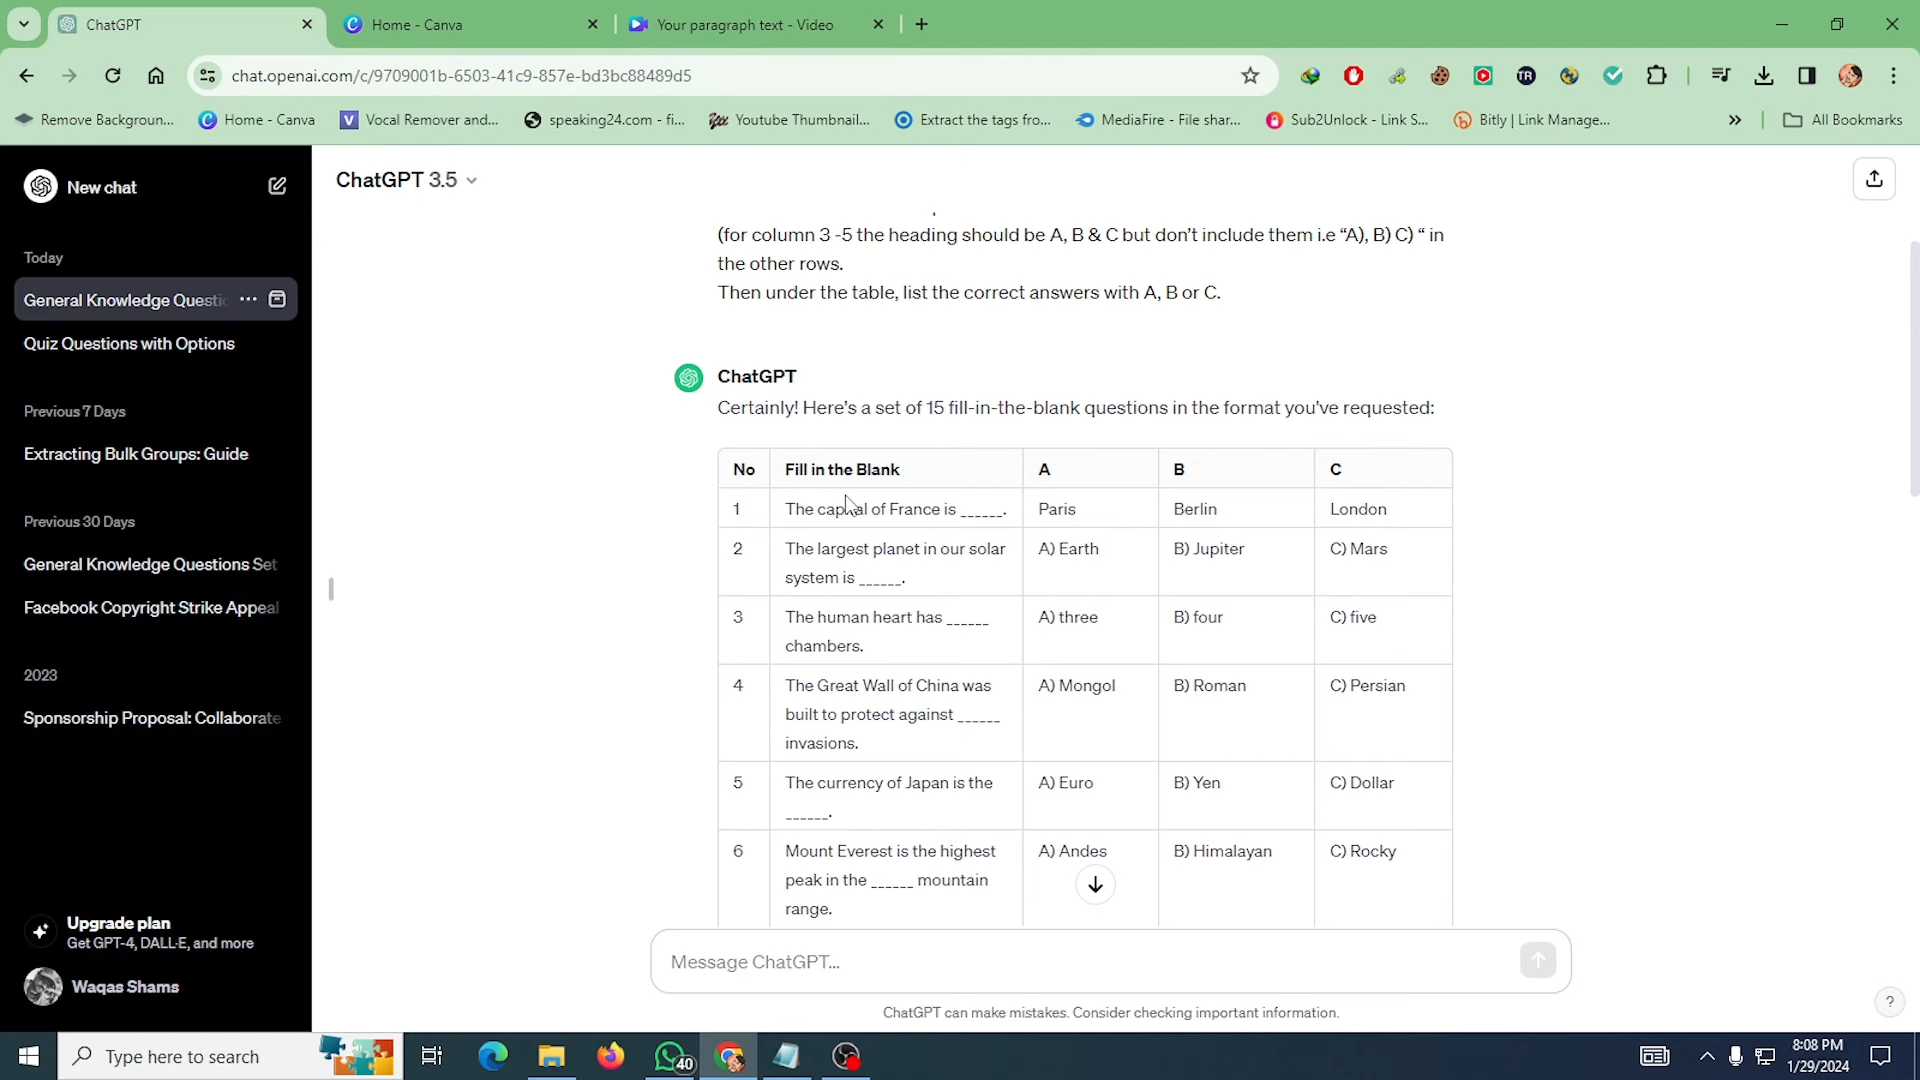 ChatGPT
Home - Canva
Your paragraph text - Video
chat.openai.com/c/9709001b-6503-41c9-857e-bd3bc88489d5
Remove Backgroun...
Home - Canva
Vocal Remover and...
speaking24.com - fi...
Youtube Thumbnail...
Extract the tags fro...
MediaFire - File shar...
Sub2Unlock - Link S...
Bitly | Link Manage...
All Bookmarks
New chat
ChatGPT 3.5
Today
General Knowledge Questio
Quiz Questions with Options
Previous 7 Days
Extracting Bulk Groups: Guide
Previous 30 Days
General Knowledge Questions Set
Facebook Copyright Strike Appeal
2023
Sponsorship Proposal: Collaborate
Upgrade plan
Get GPT-4, DALL·E, and more
Waqas Shams
(for column 3 -5 the heading should be A, B & C but don’t include them i.e “A), B) C) “ in
the other rows.
Then under the table, list the correct answers with A, B or C.
ChatGPT
Certainly! Here's a set of 15 fill-in-the-blank questions in the format you've requested:
No Fill in the Blank A B C
1 The capital of France is ______. Paris Berlin London
2 The largest planet in our solar A) Earth B) Jupiter C) Mars
system is ______.
3 The human heart has ______ A) three B) four C) five
chambers.
4 The Great Wall of China was A) Mongol B) Roman C) Persian
built to protect against ______
invasions.
5 The currency of Japan is the A) Euro B) Yen C) Dollar
______.
6 Mount Everest is the highest A) Andes B) Himalayan C) Rocky
peak in the ______ mountain
range.
Message ChatGPT...
ChatGPT can make mistakes. Consider checking important information.
?
Type here to search
40
8:08 PM
1/29/2024